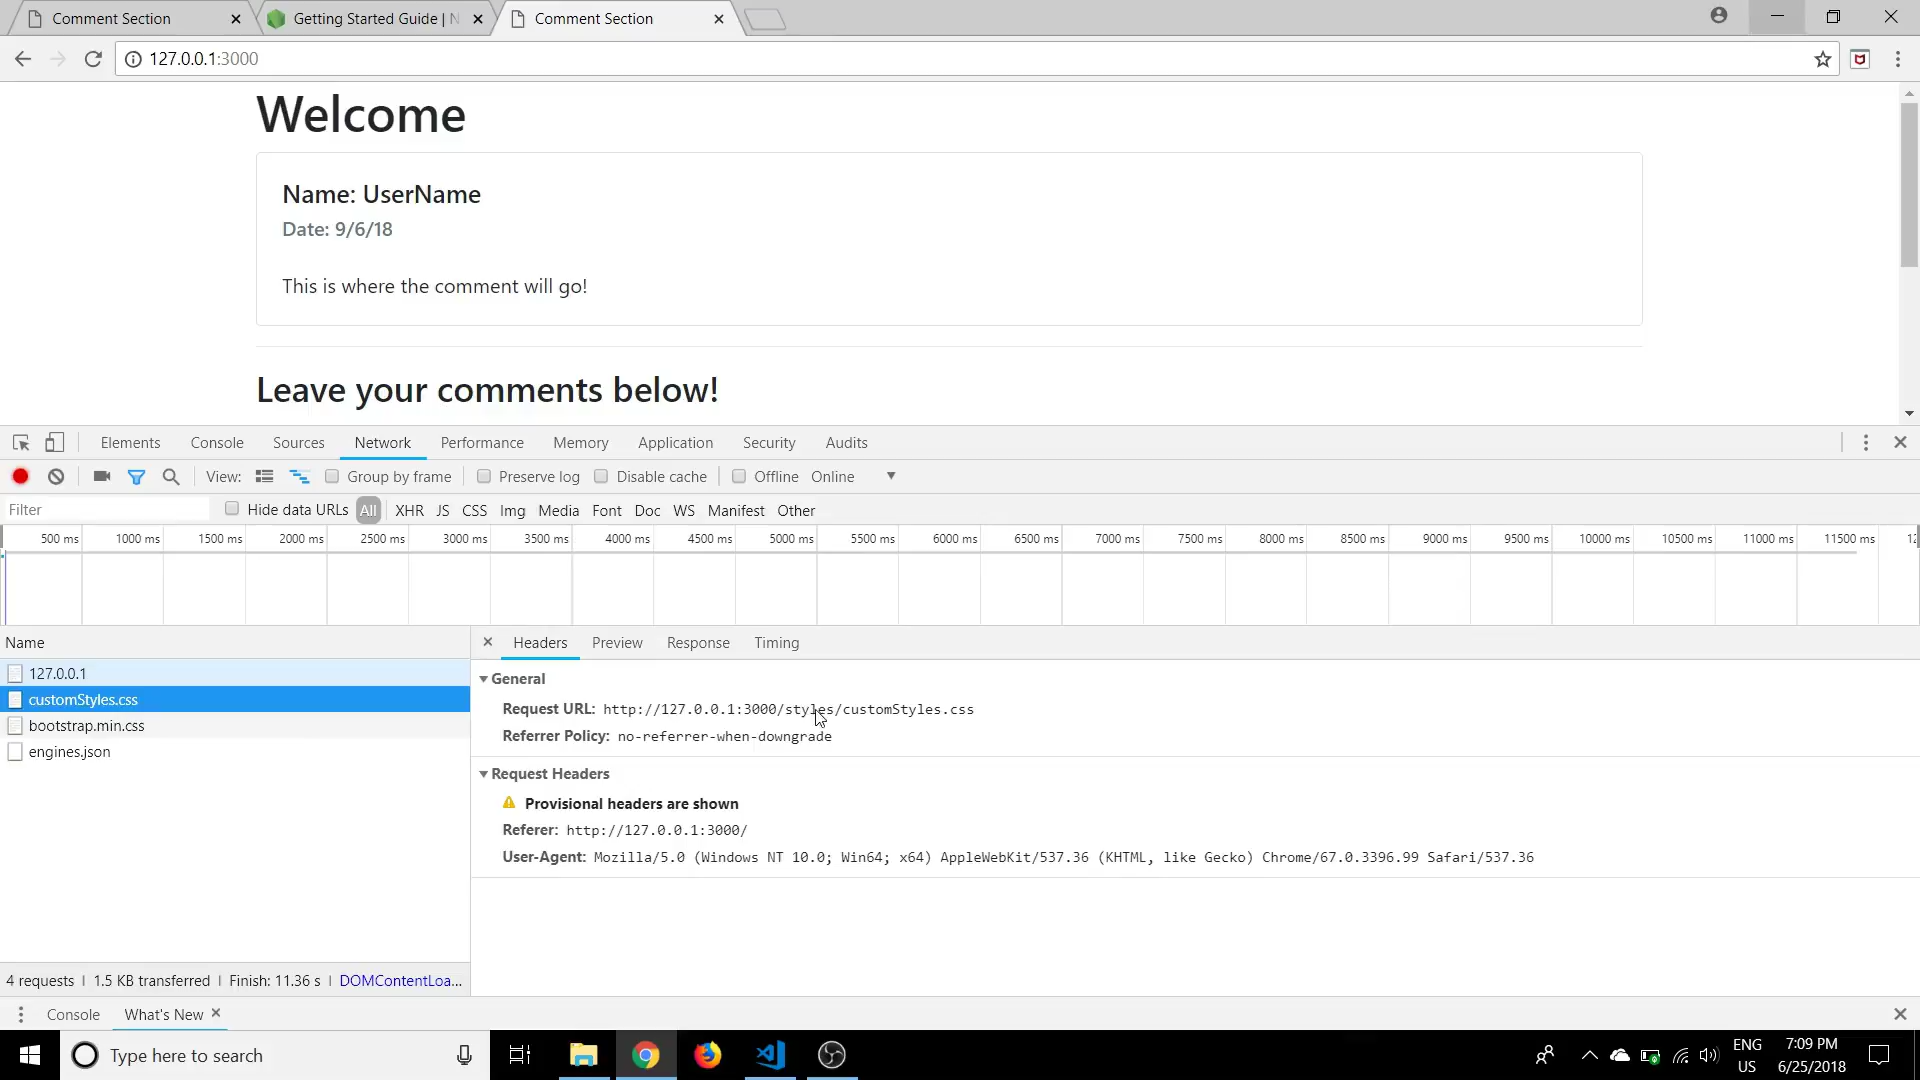 Comment Section
Getting Started Guide | N
Comment Section
127.0.0.1:3000
Welcome
Name: UserName
Date: 9/6/18
This is where the comment will go!
Leave your comments below!
Elements Console Sources Network Performance Memory Application Security Audits
View: Group by frame Preserve log Disable cache Offline Online
Filter Hide data URLs All XHR JS CSS Img Media Font Doc WS Manifest Other
500 ms 1000 ms 1500 ms 2000 ms 2500 ms 3000 ms 3500 ms 4000 ms 4500 ms 5000 ms 5500 ms 6000 ms 6500 ms 7000 ms 7500 ms 8000 ms 8500 ms 9000 ms 9500 ms 10000 ms 10500 ms 11000 ms 11500 ms
Name
127.0.0.1
customStyles.css
bootstrap.min.css
engines.json
4 requests | 1.5 KB transferred | Finish: 11.36 s | DOMContentLoa...
Headers Preview Response Timing
General
Request URL: http://127.0.0.1:3000/styles/customStyles.css
Referrer Policy: no-referrer-when-downgrade
Request Headers
Provisional headers are shown
Referer: http://127.0.0.1:3000/
User-Agent: Mozilla/5.0 (Windows NT 10.0; Win64; x64) AppleWebKit/537.36 (KHTML, like Gecko) Chrome/67.0.3396.99 Safari/537.36
Console What's New
Type here to search
ENG
US
7:09 PM
6/25/2018